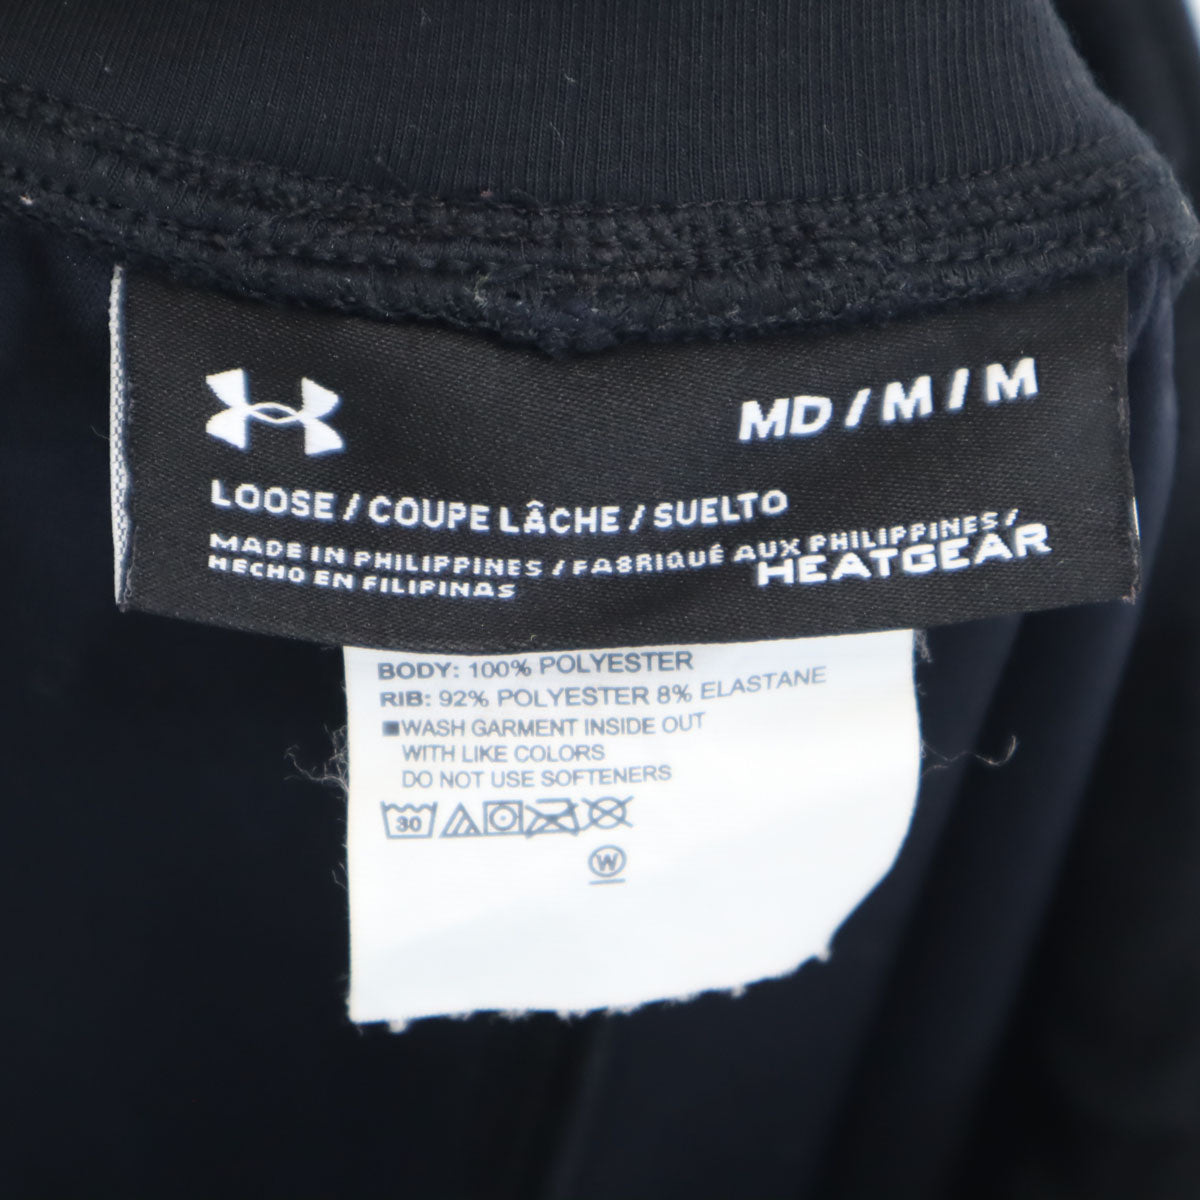 MD / M / M
LOOSE / COUPE LÂCHE / SUELTO
MADE IN PHILIPPINES / FABRIQUÉ AUX PHILIPPINES /
HECHO EN FILIPINAS
HEATGEAR
BODY: 100% POLYESTER
RIB: 92% POLYESTER 8% ELASTANE
■WASH GARMENT INSIDE OUT
WITH LIKE COLORS
DO NOT USE SOFTENERS
30
W